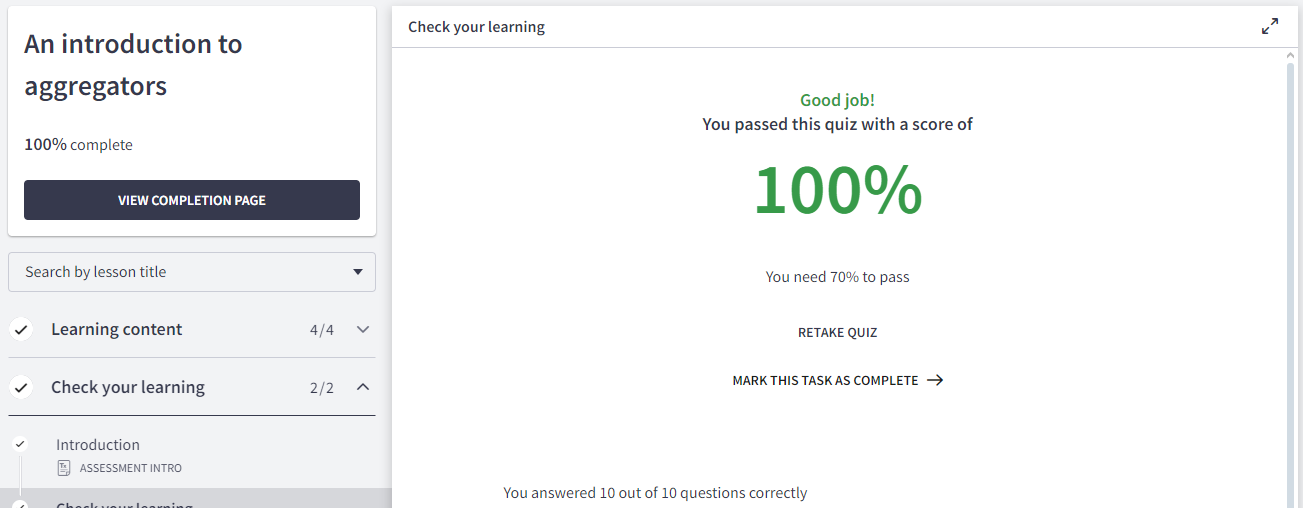 An introduction to
aggregators
100% complete
VIEW COMPLETION PAGE
Search by lesson title
Learning content 4/4
Check your learning 2/2
Introduction
ASSESSMENT INTRO
Check your learning
Check your learning
Good job!
You passed this quiz with a score of
100%
You need 70% to pass
RETAKE QUIZ
MARK THIS TASK AS COMPLETE
You answered 10 out of 10 questions correctly